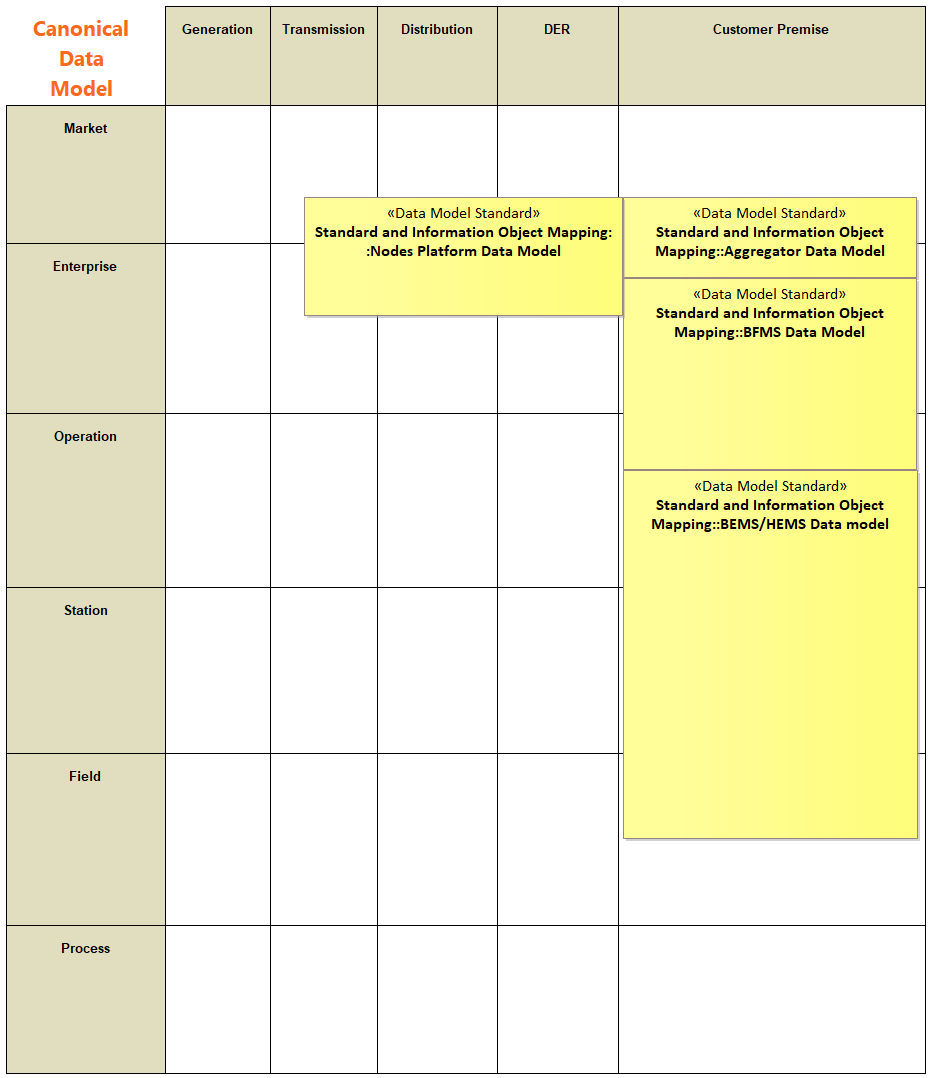 Canonical
Data
Model
Generation
Transmission
Distribution
DER
Customer Premise
Market
«Data Model Standard»
Standard and Information Object Mapping:
:Nodes Platform Data Model
«Data Model Standard»
Standard and Information Object
Mapping::Aggregator Data Model
Enterprise
«Data Model Standard»
Standard and Information Object
Mapping::BFMS Data Model
Operation
«Data Model Standard»
Standard and Information Object
Mapping::BEMS/HEMS Data model
Station
Field
Process